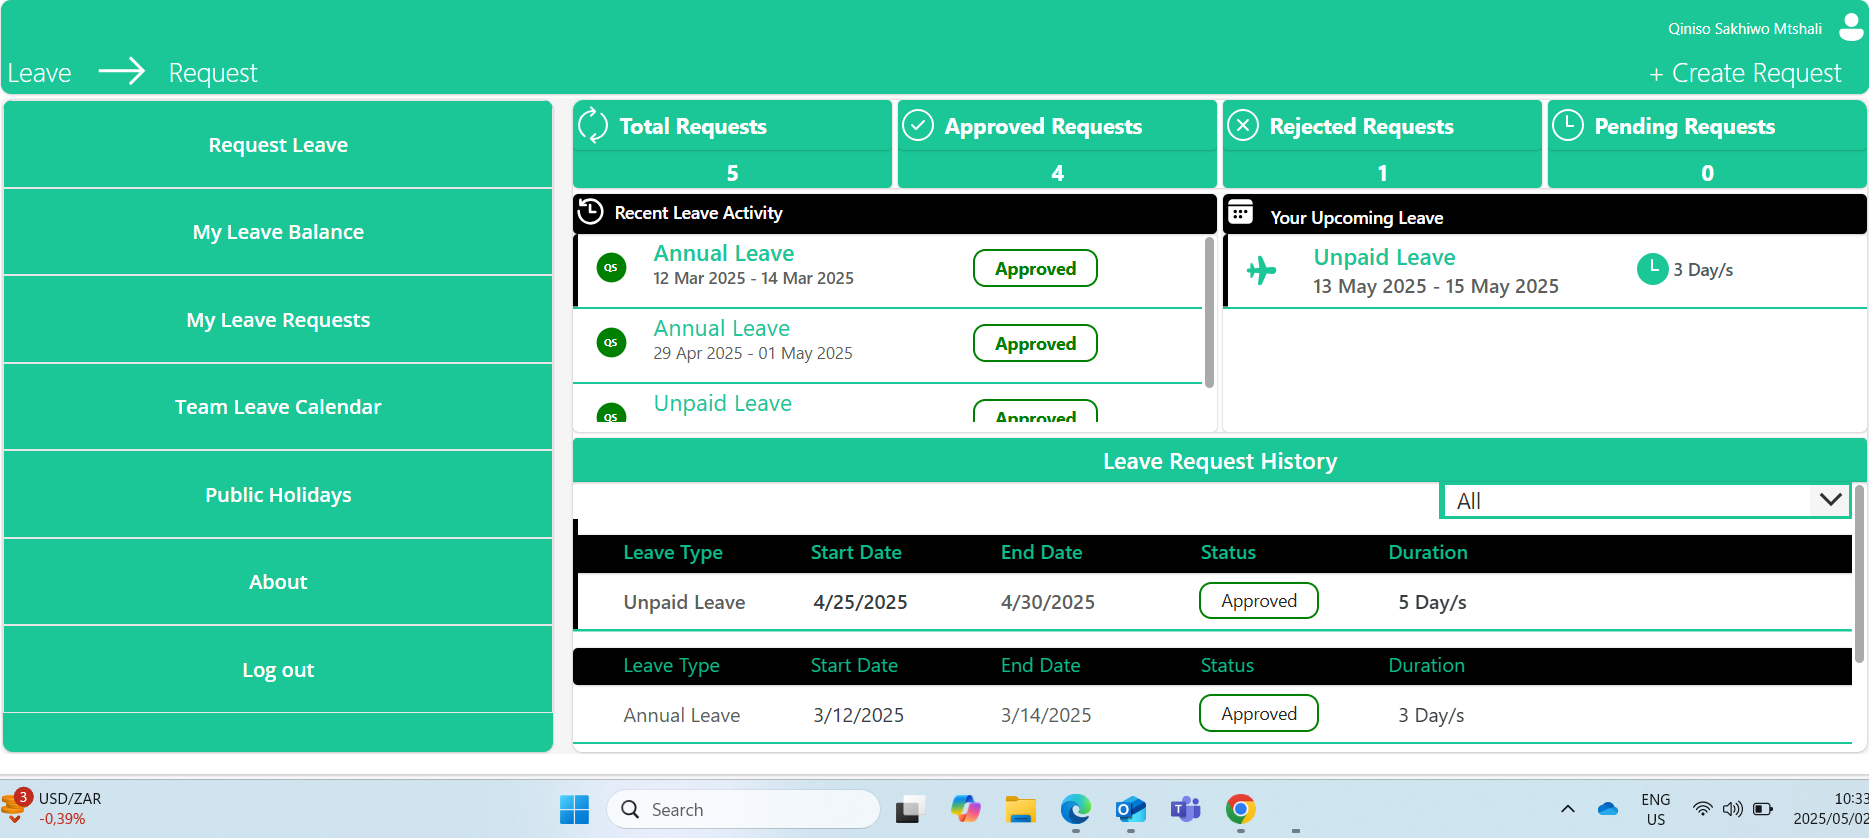 Qiniso Sakhiwo Mtshali
Leave Request
+ Create Request
Request Leave
My Leave Balance
My Leave Requests
Team Leave Calendar
Public Holidays
About
Log out
Total Requests
5
Approved Requests
4
Rejected Requests
1
Pending Requests
0
Recent Leave Activity
QS
Annual Leave
12 Mar 2025 - 14 Mar 2025
Approved
QS
Annual Leave
29 Apr 2025 - 01 May 2025
Approved
QS
Unpaid Leave
Approved
Your Upcoming Leave
Unpaid Leave
13 May 2025 - 15 May 2025
3 Day/s
Leave Request History
All
Leave Type Start Date End Date Status Duration
Unpaid Leave 4/25/2025 4/30/2025 Approved 5 Day/s
Leave Type Start Date End Date Status Duration
Annual Leave 3/12/2025 3/14/2025 Approved 3 Day/s
3
USD/ZAR
-0,39%
Search
ENG
US
10:33
2025/05/02